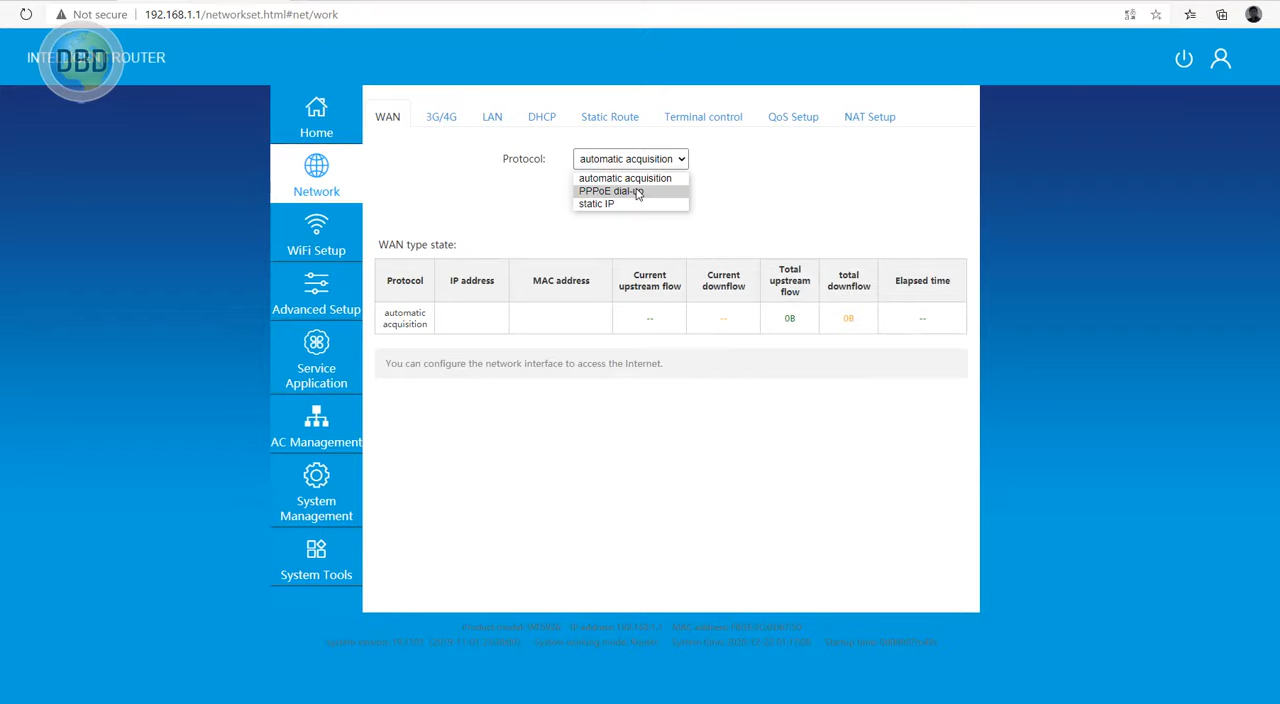 Not secure 192.168.1.1/networkset.html#net/work
DBD
ROUTER
Home
Network
WiFi Setup
Advanced Setup
Service
Application
AC Management
System
Management
System Tools
WAN 3G/4G LAN DHCP Static Route Terminal control QoS Setup NAT Setup
Protocol: automatic acquisition
automatic acquisition
PPPoE dial-up
static IP
WAN type state:
Protocol IP address MAC address Current upstream flow Current downflow Total upstream flow total downflow Elapsed time
automatic acquisition -- -- 0B 0B --
You can configure the network interface to access the Internet.